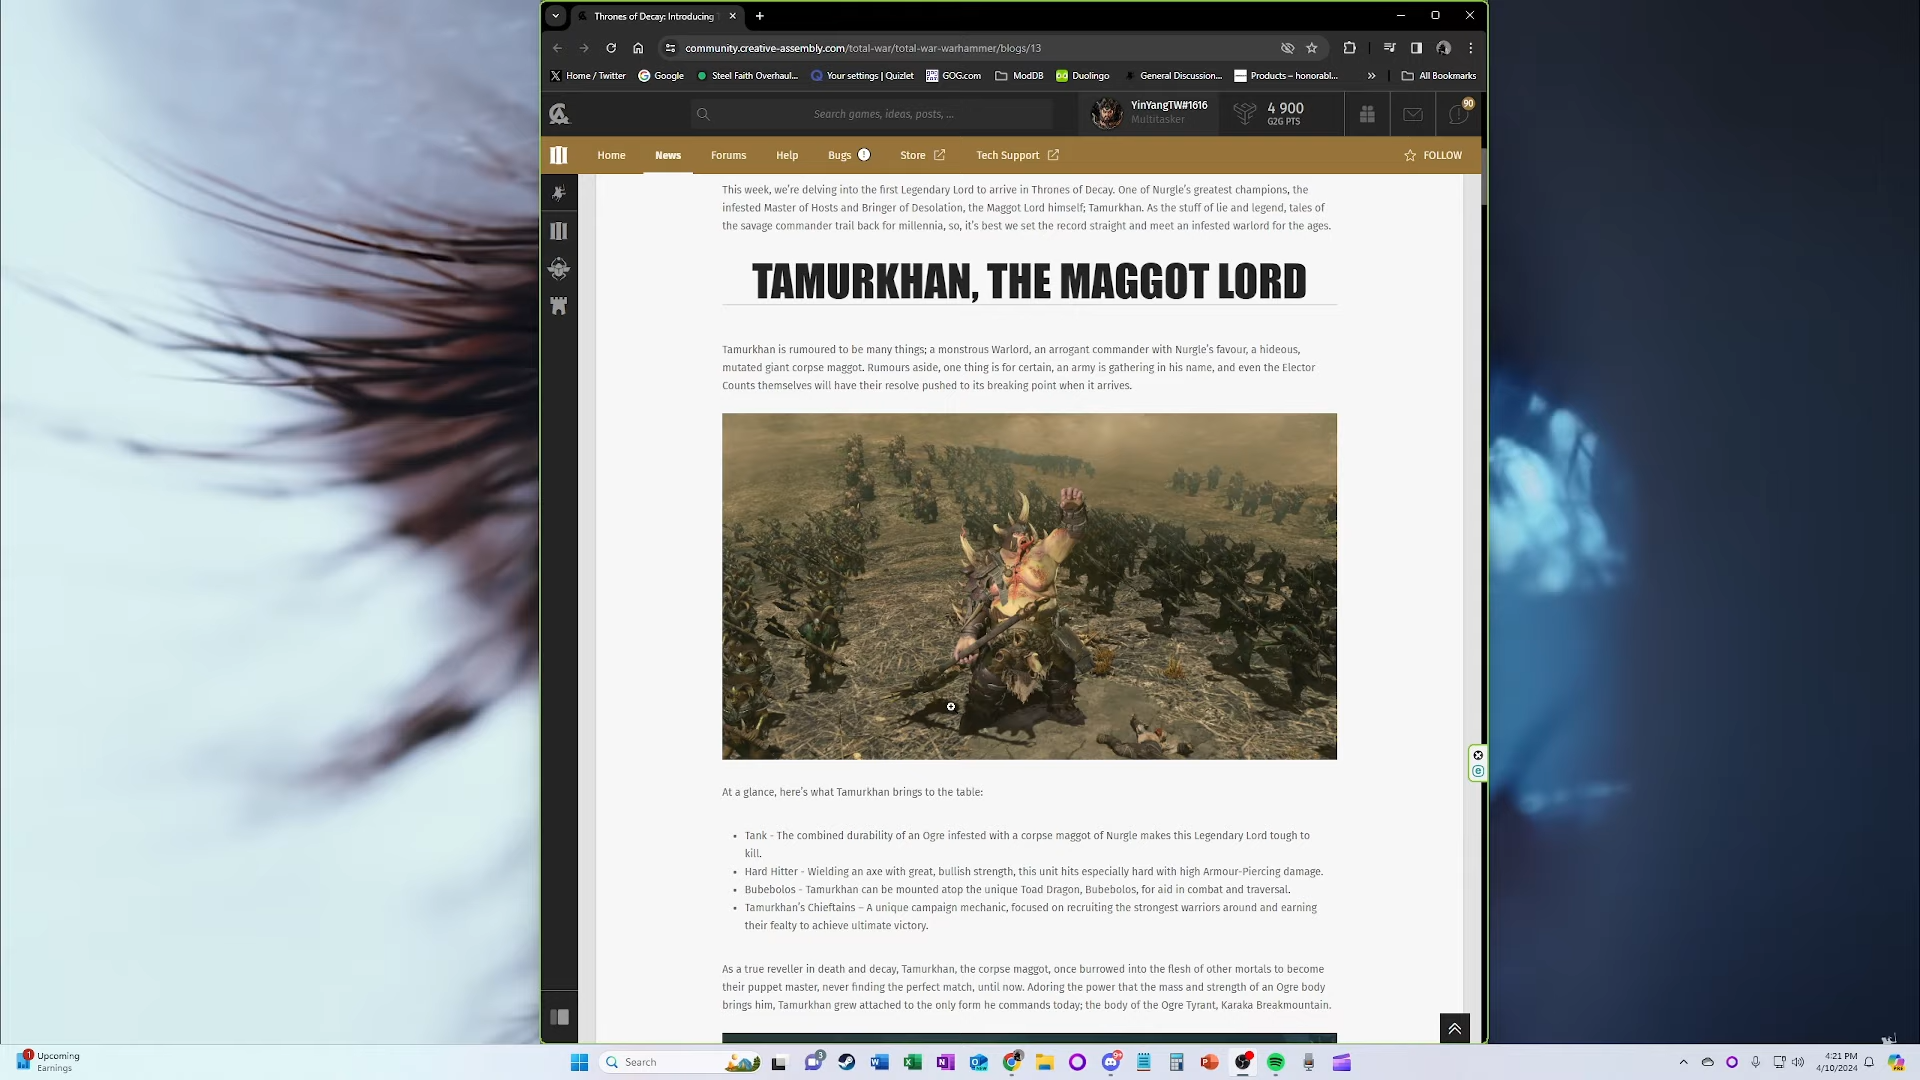 Thrones of Decay: Introducing T
community.creative-assembly.com/total-war/total-war-warhammer/blogs/13
Home / Twitter
Google
Steel Faith Overhaul...
Your settings | Quizlet
GOG.com
ModDB
Duolingo
General Discussion...
Products – honorabl...
»
All Bookmarks
Search games, ideas, posts, ...
YinYangTW#1616
Multitasker
4 900
G2G PTS
90
Home
News
Forums
Help
Bugs
Store
Tech Support
FOLLOW
This week, we're delving into the first Legendary Lord to arrive in Thrones of Decay. One of Nurgle's greatest champions, the
infested Master of Hosts and Bringer of Desolation, the Maggot Lord himself; Tamurkhan. As the stuff of lie and legend, tales of
the savage commander trail back for millennia, so, it's best we set the record straight and meet an infested warlord for the ages.
TAMURKHAN, THE MAGGOT LORD
Tamurkhan is rumoured to be many things; a monstrous Warlord, an arrogant commander with Nurgle's favour, a hideous,
mutated giant corpse maggot. Rumours aside, one thing is for certain, an army is gathering in his name, and even the Elector
Counts themselves will have their resolve pushed to its breaking point when it arrives.
At a glance, here's what Tamurkhan brings to the table:
• Tank - The combined durability of an Ogre infested with a corpse maggot of Nurgle makes this Legendary Lord tough to
kill.
• Hard Hitter - Wielding an axe with great, bullish strength, this unit hits especially hard with high Armour-Piercing damage.
• Bubebolos - Tamurkhan can be mounted atop the unique Toad Dragon, Bubebolos, for aid in combat and traversal.
• Tamurkhan's Chieftains – A unique campaign mechanic, focused on recruiting the strongest warriors around and earning
their fealty to achieve ultimate victory.
As a true reveller in death and decay, Tamurkhan, the corpse maggot, once burrowed into the flesh of other mortals to become
their puppet master, never finding the perfect match, until now. Adoring the power that the mass and strength of an Ogre body
brings him, Tamurkhan grew attached to the only form he commands today; the body of the Ogre Tyrant, Karaka Breakmountain.
1
Upcoming
Earnings
Search
3
4:21 PM
4/10/2024